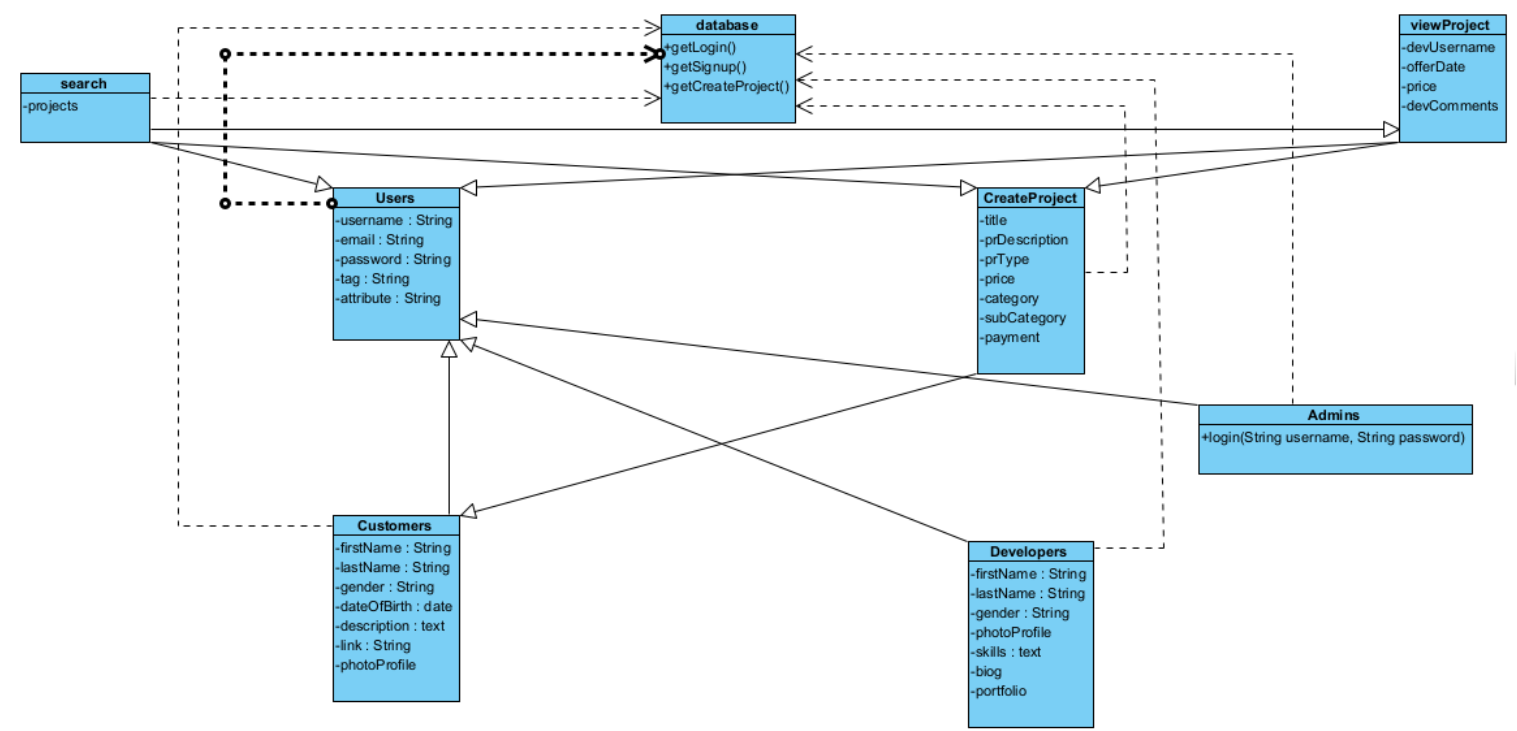 database
+getLogin()
+getSignup()
+getCreateProject()
viewProject
-devUsername
-offerDate
-price
-devComments
search
-projects
Users
-username : String
-email : String
-password : String
-tag : String
-attribute : String
CreateProject
-title
-prDescription
-prType
-price
-category
-subCategory
-payment
Admins
+login(String username, String password)
Customers
-firstName : String
-lastName : String
-gender : String
-dateOfBirth : date
-description : text
-link : String
-photoProfile
Developers
-firstName : String
-lastName : String
-gender : String
-photoProfile
-skills : text
-biog
-portfolio